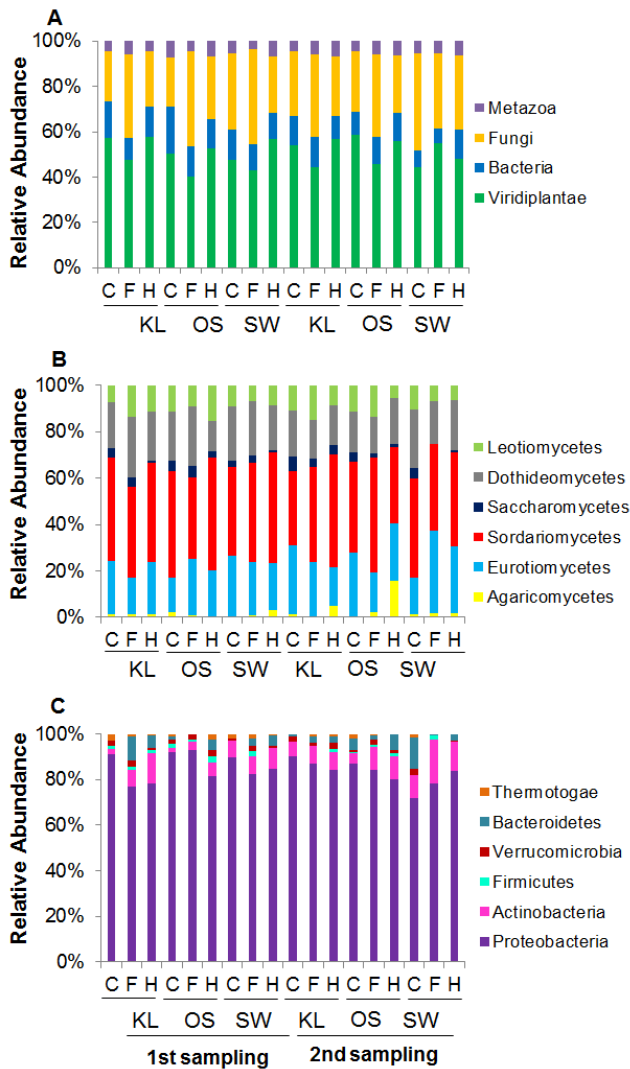 A
100%
80%
60%
40%
20%
0%
Relative Abundance
Metazoa
Fungi
Bacteria
Viridiplantae
C F H C F H C F H C F H C F H C F H
KL OS SW KL OS SW
B
100%
80%
60%
40%
20%
0%
Relative Abundance
Leotiomycetes
Dothideomycetes
Saccharomycetes
Sordariomycetes
Eurotiomycetes
Agaricomycetes
C F H C F H C F H C F H C F H C F H
KL OS SW KL OS SW
C
100%
80%
60%
40%
20%
0%
Relative Abundance
Thermotogae
Bacteroidetes
Verrucomicrobia
Firmicutes
Actinobacteria
Proteobacteria
C F H C F H C F H C F H C F H C F H
KL OS SW KL OS SW
1st sampling 2nd sampling